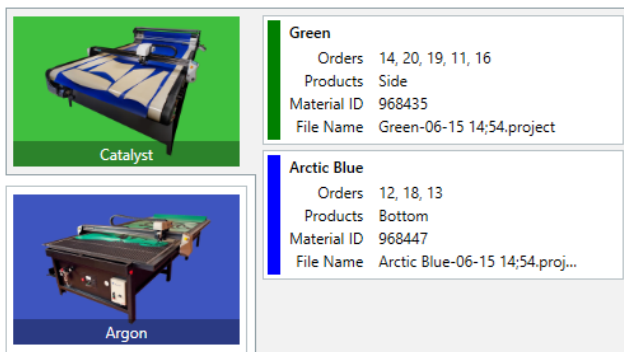 Catalyst
Argon
Green
Orders 14, 20, 19, 11, 16
Products Side
Material ID 968435
File Name Green-06-15 14;54.project
Arctic Blue
Orders 12, 18, 13
Products Bottom
Material ID 968447
File Name Arctic Blue-06-15 14;54.proj...